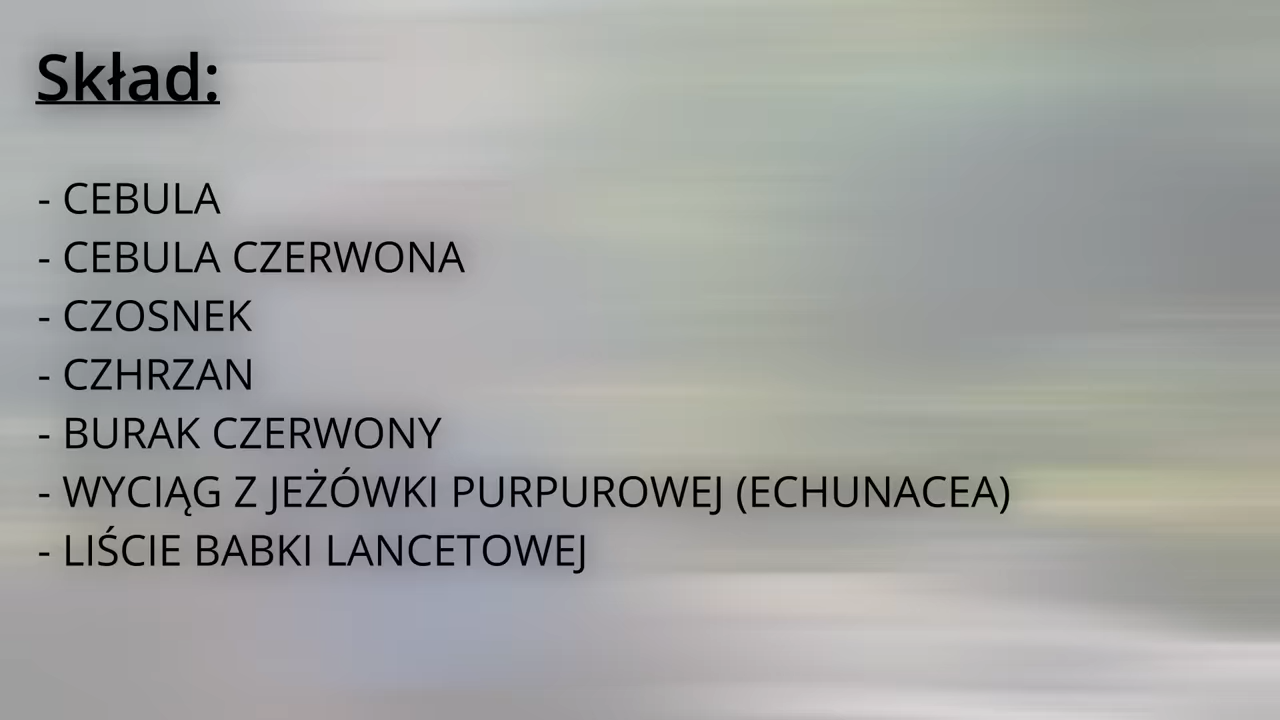 Skład:
- CEBULA
- CEBULA CZERWONA
- CZOSNEK
- CZHRZAN
- BURAK CZERWONY
- WYCIĄG Z JEŻÓWKI PURPUROWEJ (ECHUNACEA)
- LIŚCIE BABKI LANCETOWEJ